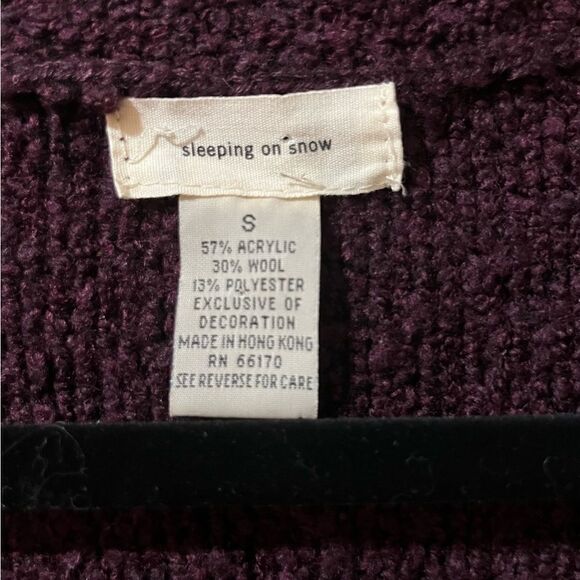 sleeping on snow
S
57% ACRYLIC
30% WOOL
13% POLYESTER
EXCLUSIVE OF
DECORATION
MADE IN HONG KONG
RN 66170
SEE REVERSE FOR CARE